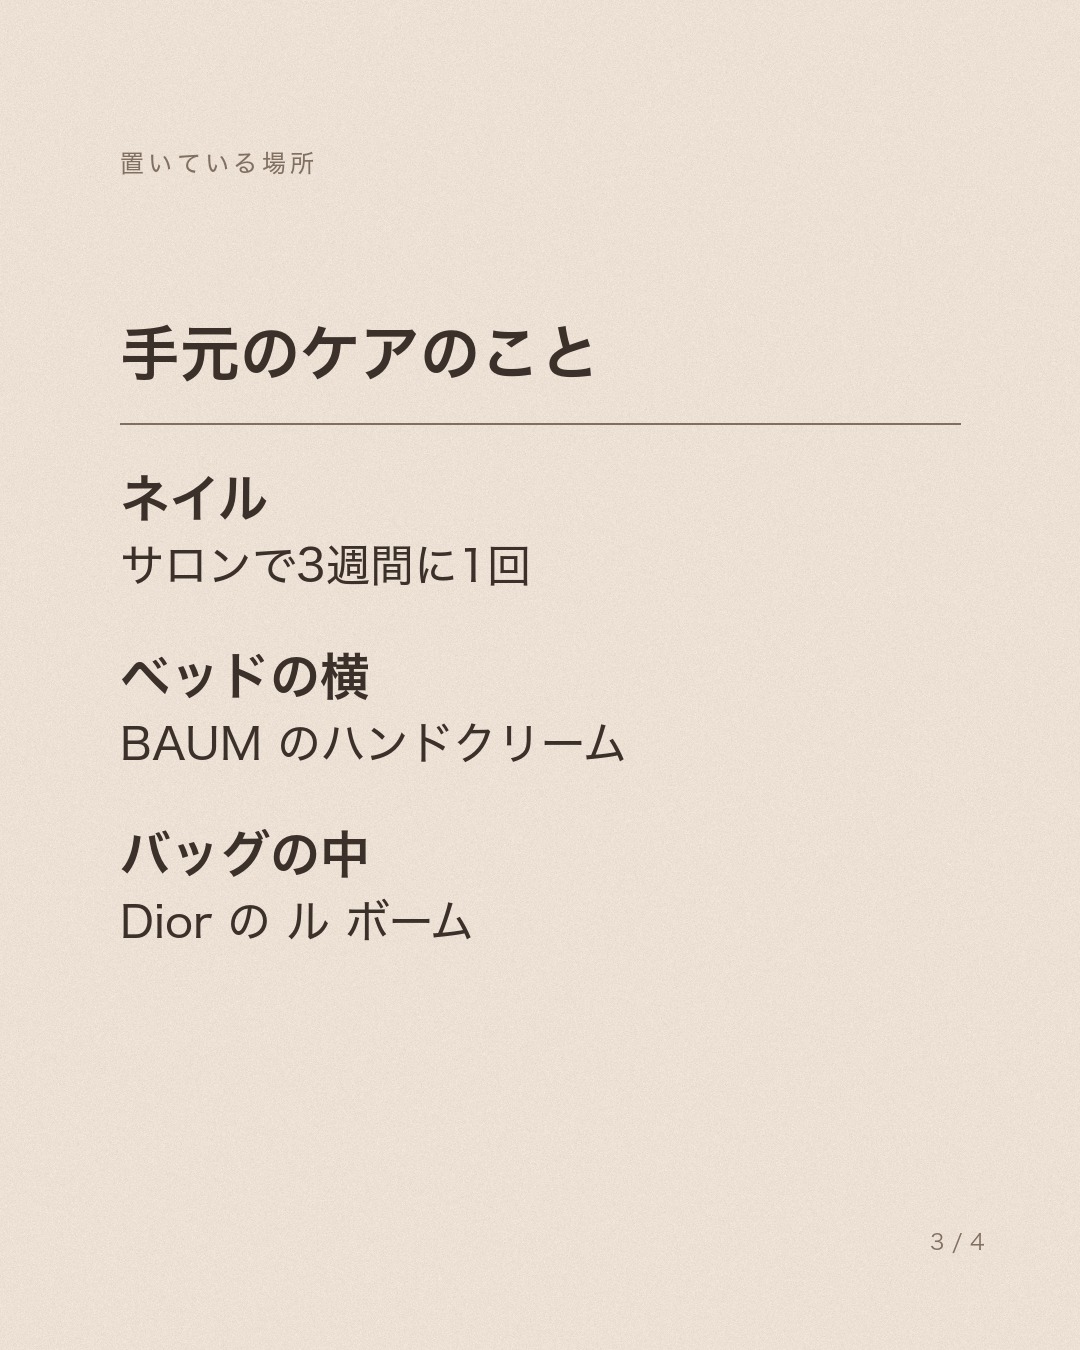 置いている場所
手元のケアのこと
ネイル
サロンで3週間に1回
ベッドの横
BAUM のハンドクリーム
バッグの中
Dior の ル ボーム
3 / 4